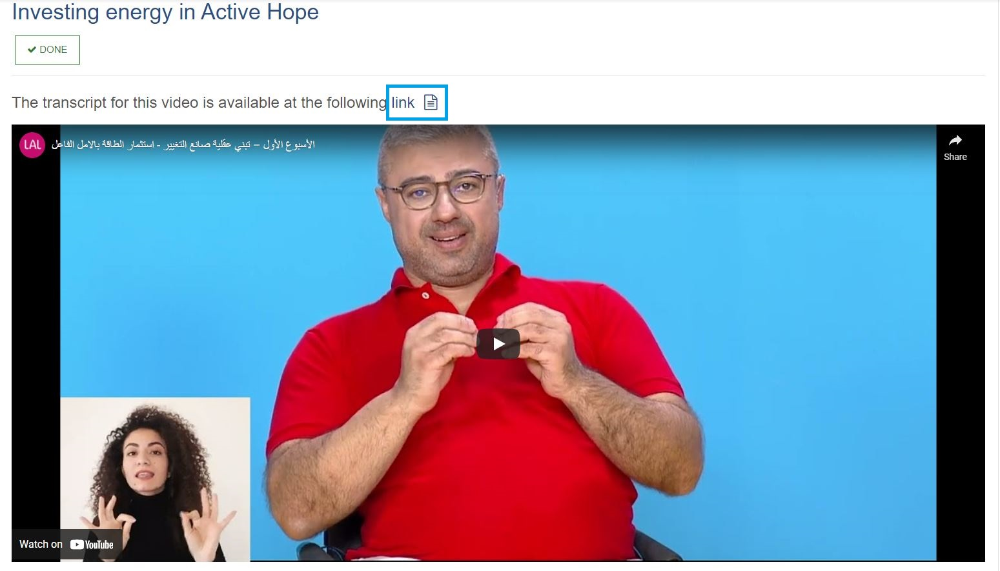 Investing energy in Active Hope
DONE
The transcript for this video is available at the following link
LAL
الأسبوع الأول – تبني عقلية صانع التغيير - استثمار الطاقة بالامل الفاعل
Share
Watch on YouTube